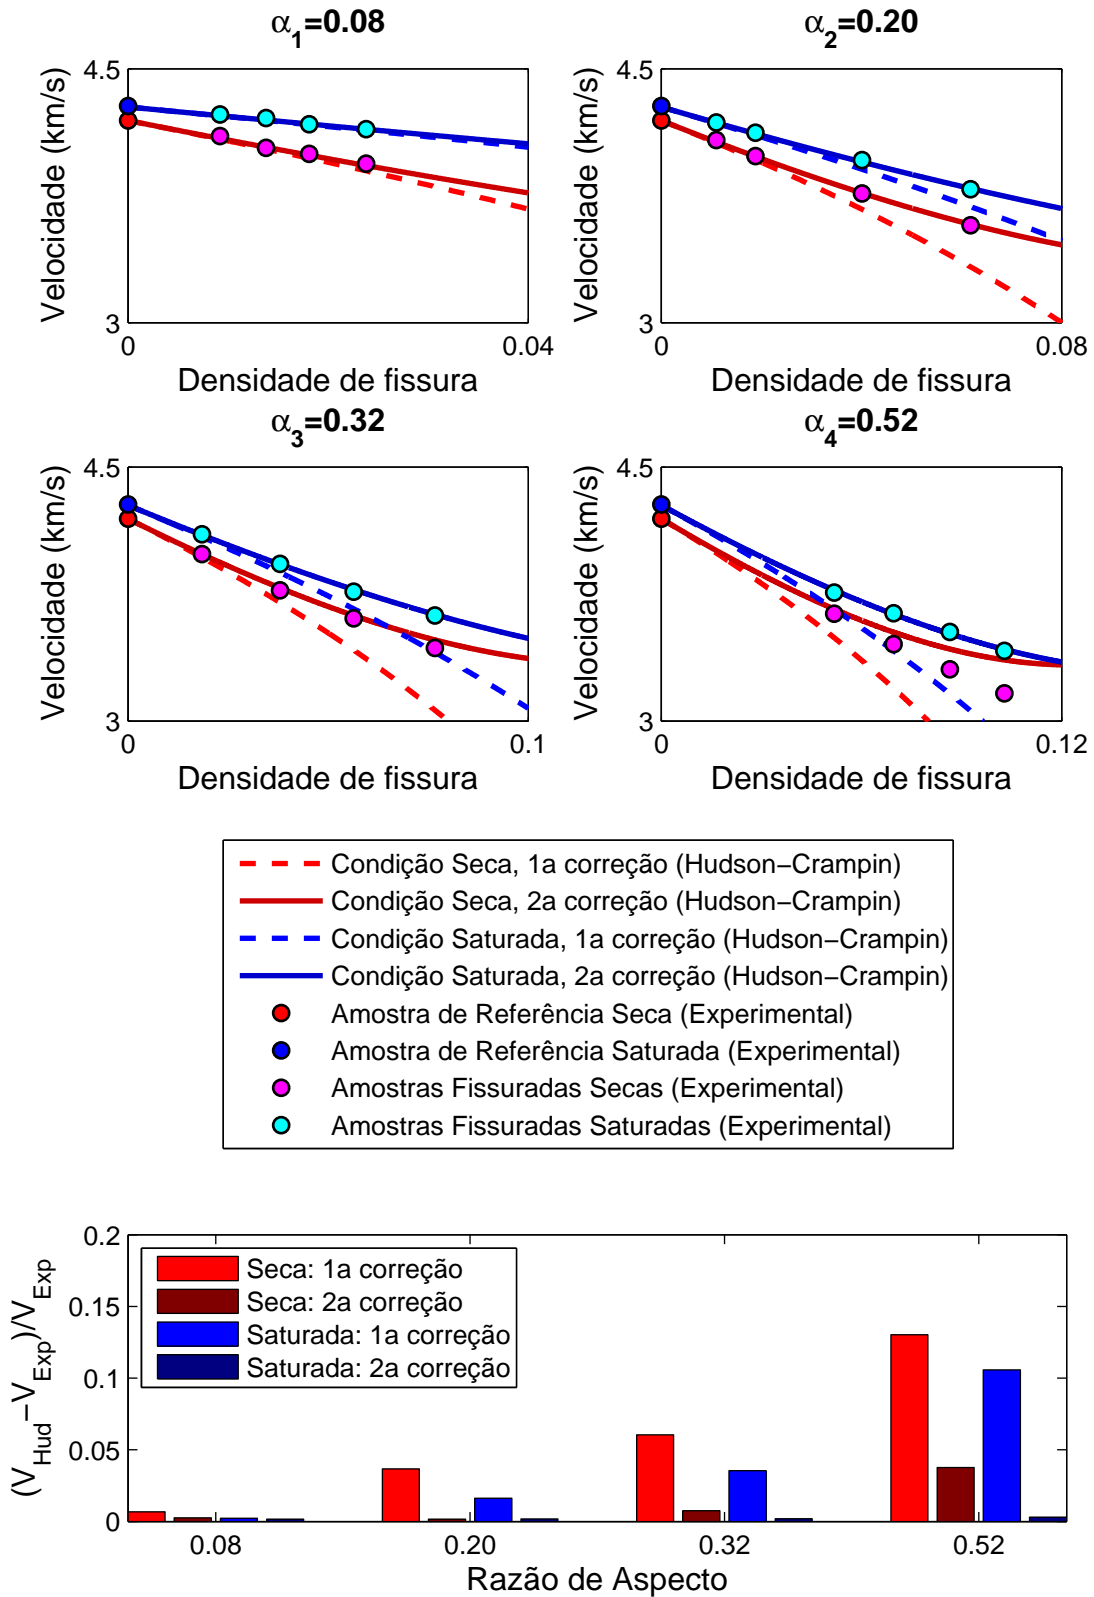 α1=0.08
α2=0.20
4.5
3
0
0.04
Velocidade (km/s)
Densidade de fissura
4.5
3
0
0.08
Velocidade (km/s)
Densidade de fissura
α3=0.32
α4=0.52
4.5
3
0
0.1
Velocidade (km/s)
Densidade de fissura
4.5
3
0
0.12
Velocidade (km/s)
Densidade de fissura
Condição Seca, 1a correção (Hudson−Crampin)
Condição Seca, 2a correção (Hudson−Crampin)
Condição Saturada, 1a correção (Hudson−Crampin)
Condição Saturada, 2a correção (Hudson−Crampin)
Amostra de Referência Seca (Experimental)
Amostra de Referência Saturada (Experimental)
Amostras Fissuradas Secas (Experimental)
Amostras Fissuradas Saturadas (Experimental)
0.2
0.15
0.1
0.05
0
(VHud−VExp)/VExp
Seca: 1a correção
Seca: 2a correção
Saturada: 1a correção
Saturada: 2a correção
0.08
0.20
0.32
0.52
Razão de Aspecto